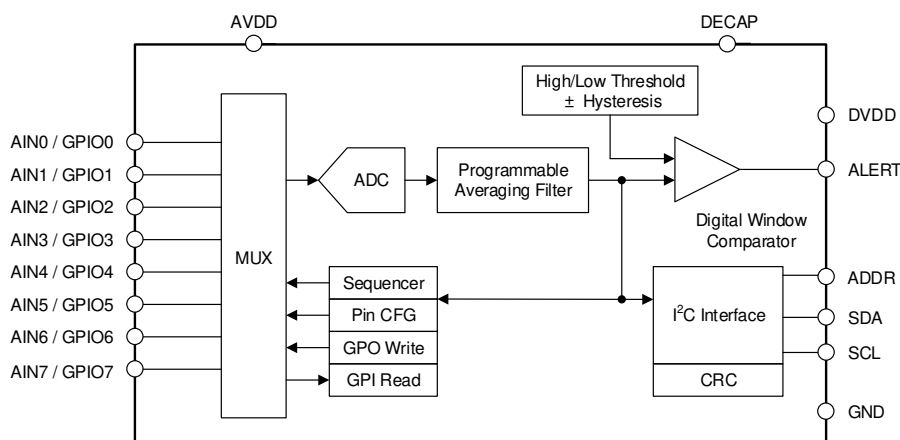 AVDD
DECAP
High/Low Threshold
± Hysteresis
DVDD
AIN0 / GPIO0
AIN1 / GPIO1
AIN2 / GPIO2
AIN3 / GPIO3
AIN4 / GPIO4
AIN5 / GPIO5
AIN6 / GPIO6
AIN7 / GPIO7
MUX
ADC
Programmable
Averaging Filter
ALERT
Digital Window
Comparator
Sequencer
Pin CFG
GPO Write
GPI Read
I²C Interface
CRC
ADDR
SDA
SCL
GND